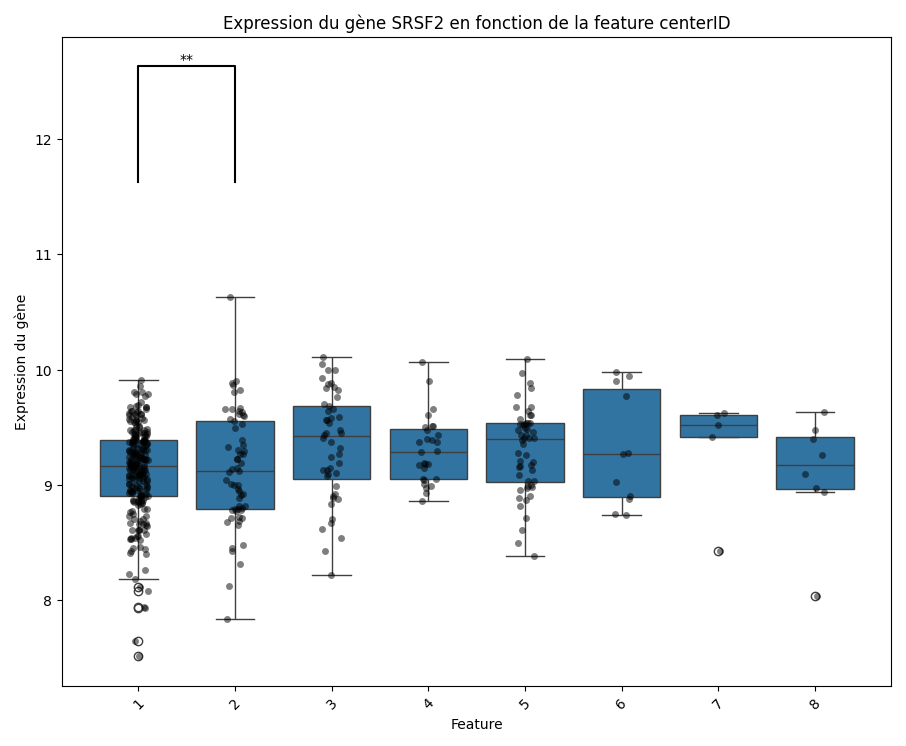 Expression du gène SRSF2 en fonction de la feature centerID
**
12
11
10
9
8
Expression du gène
1 2 3 4 5 6 7 8
Feature